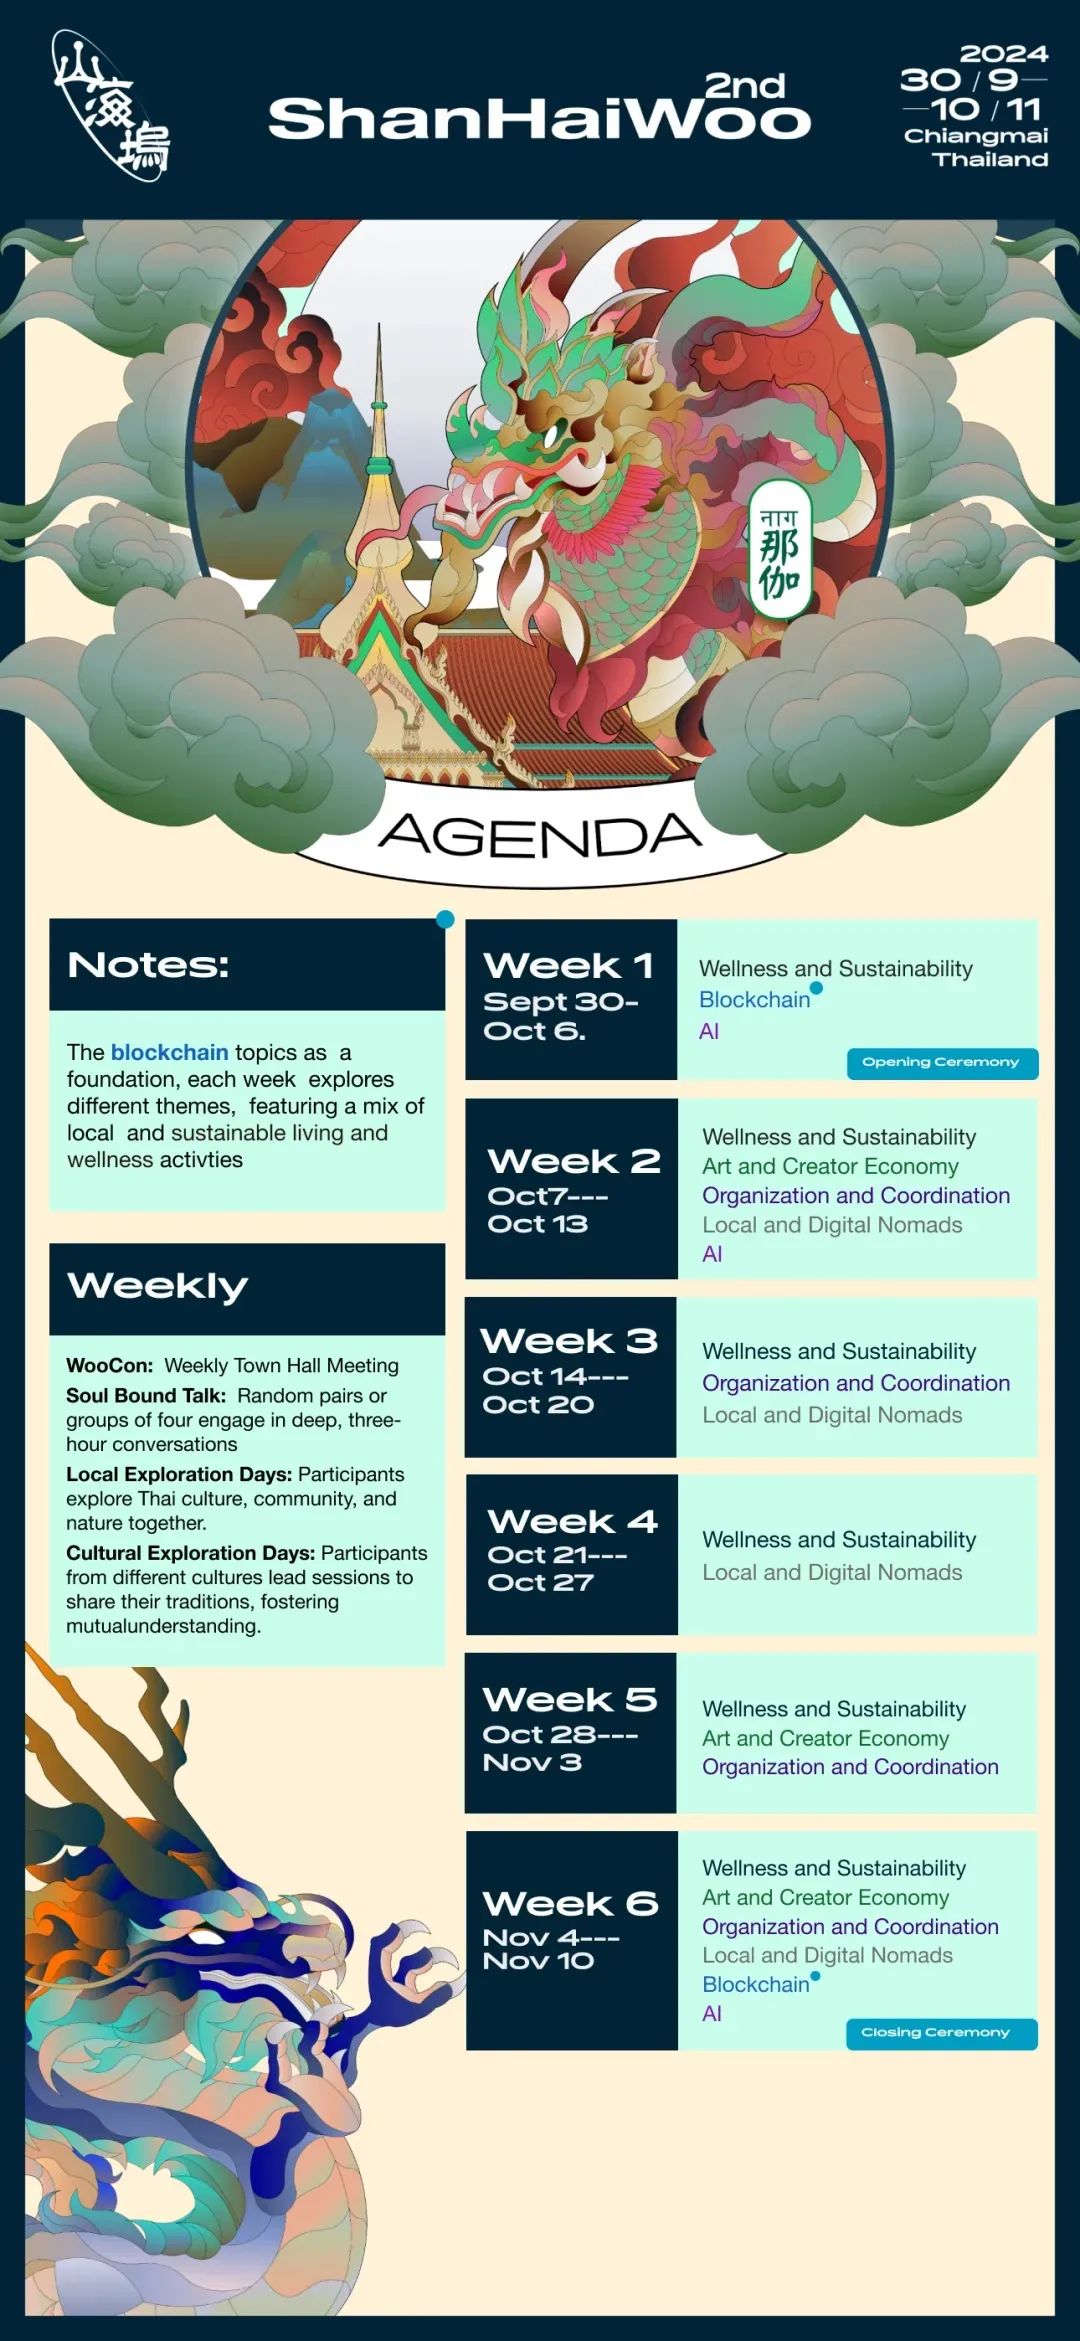 山海塢
2nd
ShanHaiWoo
2024
30 / 9—
—10 / 11
Chiangmai
Thailand
नाग
那
伽
AGENDA
Notes:
The blockchain topics as a
foundation, each week explores
different themes, featuring a mix of
local and sustainable living and
wellness activties
Weekly
WooCon: Weekly Town Hall Meeting
Soul Bound Talk: Random pairs or
groups of four engage in deep, three-
hour conversations
Local Exploration Days: Participants
explore Thai culture, community, and
nature together.
Cultural Exploration Days: Participants
from different cultures lead sessions to
share their traditions, fostering
mutualunderstanding.
Week 1
Sept 30-
Oct 6.
Wellness and Sustainability
Blockchain
AI
Opening Ceremony
Week 2
Oct7---
Oct 13
Wellness and Sustainability
Art and Creator Economy
Organization and Coordination
Local and Digital Nomads
AI
Week 3
Oct 14---
Oct 20
Wellness and Sustainability
Organization and Coordination
Local and Digital Nomads
Week 4
Oct 21---
Oct 27
Wellness and Sustainability
Local and Digital Nomads
Week 5
Oct 28---
Nov 3
Wellness and Sustainability
Art and Creator Economy
Organization and Coordination
Week 6
Nov 4---
Nov 10
Wellness and Sustainability
Art and Creator Economy
Organization and Coordination
Local and Digital Nomads
Blockchain
AI
Closing Ceremony